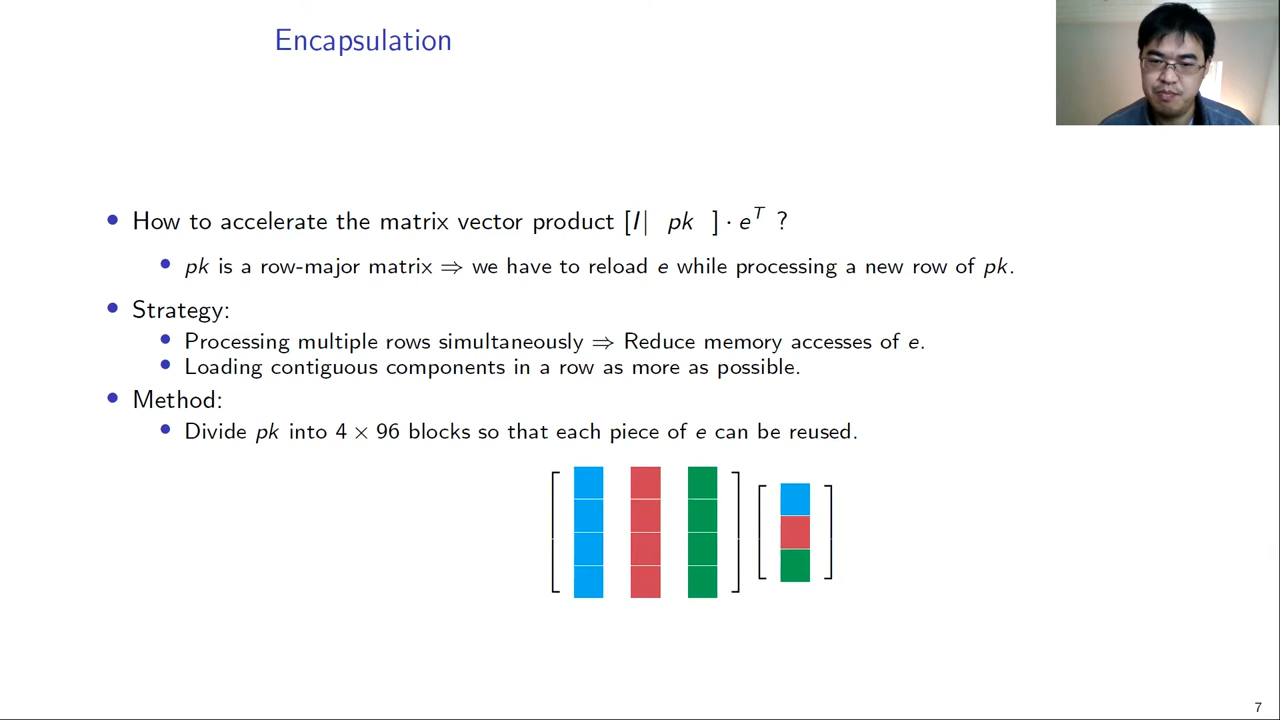 Encapsulation
How to accelerate the matrix vector product [I| pk ] · e^T ?
pk is a row-major matrix ⇒ we have to reload e while processing a new row of pk.
Strategy:
Processing multiple rows simultaneously ⇒ Reduce memory accesses of e.
Loading contiguous components in a row as more as possible.
Method:
Divide pk into 4 × 96 blocks so that each piece of e can be reused.
7